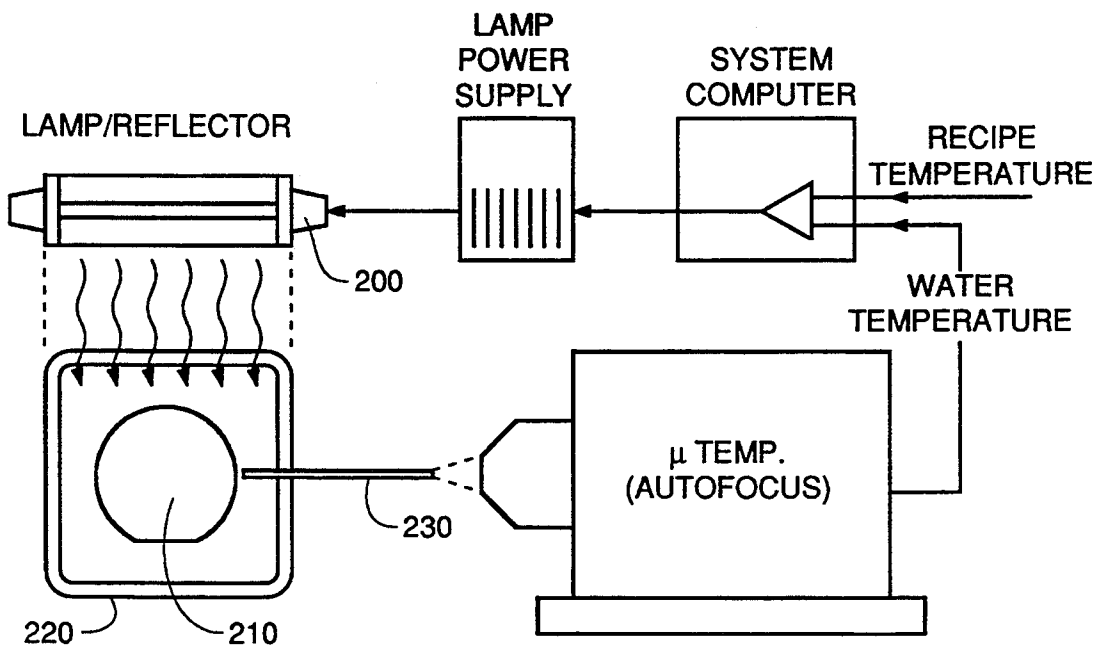 LAMP
POWER
SUPPLY
SYSTEM
COMPUTER
LAMP/REFLECTOR
RECIPE
TEMPERATURE
200
WATER
TEMPERATURE
μ TEMP.
(AUTOFOCUS)
230
220
210